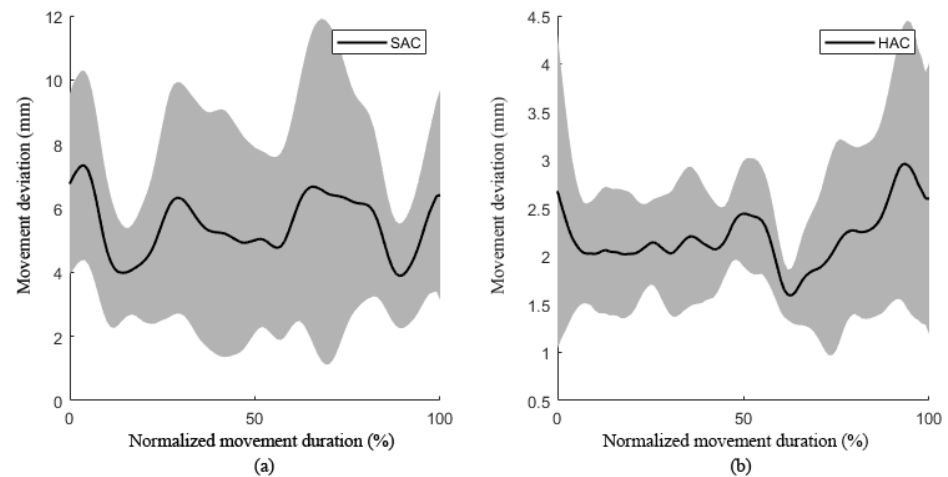 12
10
8
6
4
2
0
Movement deviation (mm)
SAC
0
50
100
Normalized movement duration (%)
(a)
4.5
4
3.5
3
2.5
2
1.5
1
0.5
Movement deviation (mm)
HAC
0
50
100
Normalized movement duration (%)
(b)